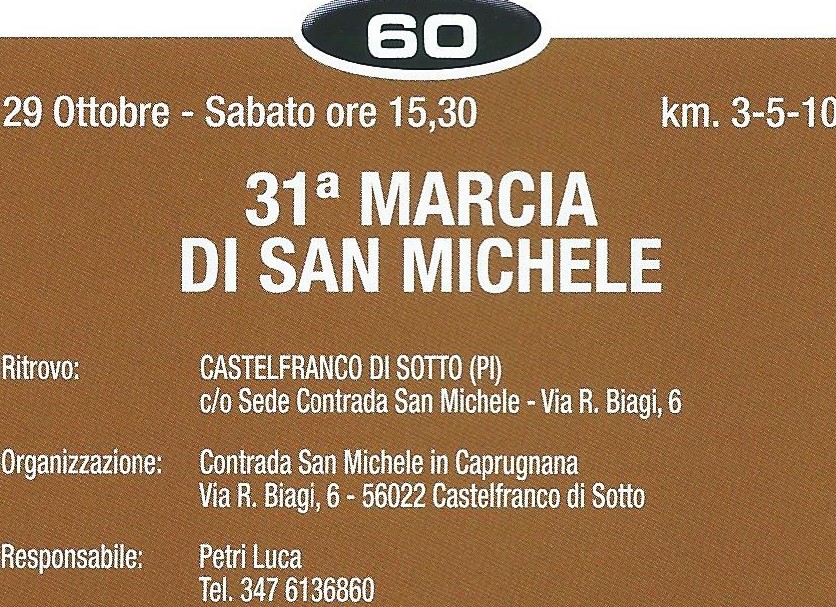 60
29 Ottobre - Sabato ore 15,30 km. 3-5-10
31ª MARCIA
DI SAN MICHELE
Ritrovo: CASTELFRANCO DI SOTTO (PI)
c/o Sede Contrada San Michele - Via R. Biagi, 6
Organizzazione: Contrada San Michele in Caprugnana
Via R. Biagi, 6 - 56022 Castelfranco di Sotto
Responsabile: Petri Luca
Tel. 347 6136860